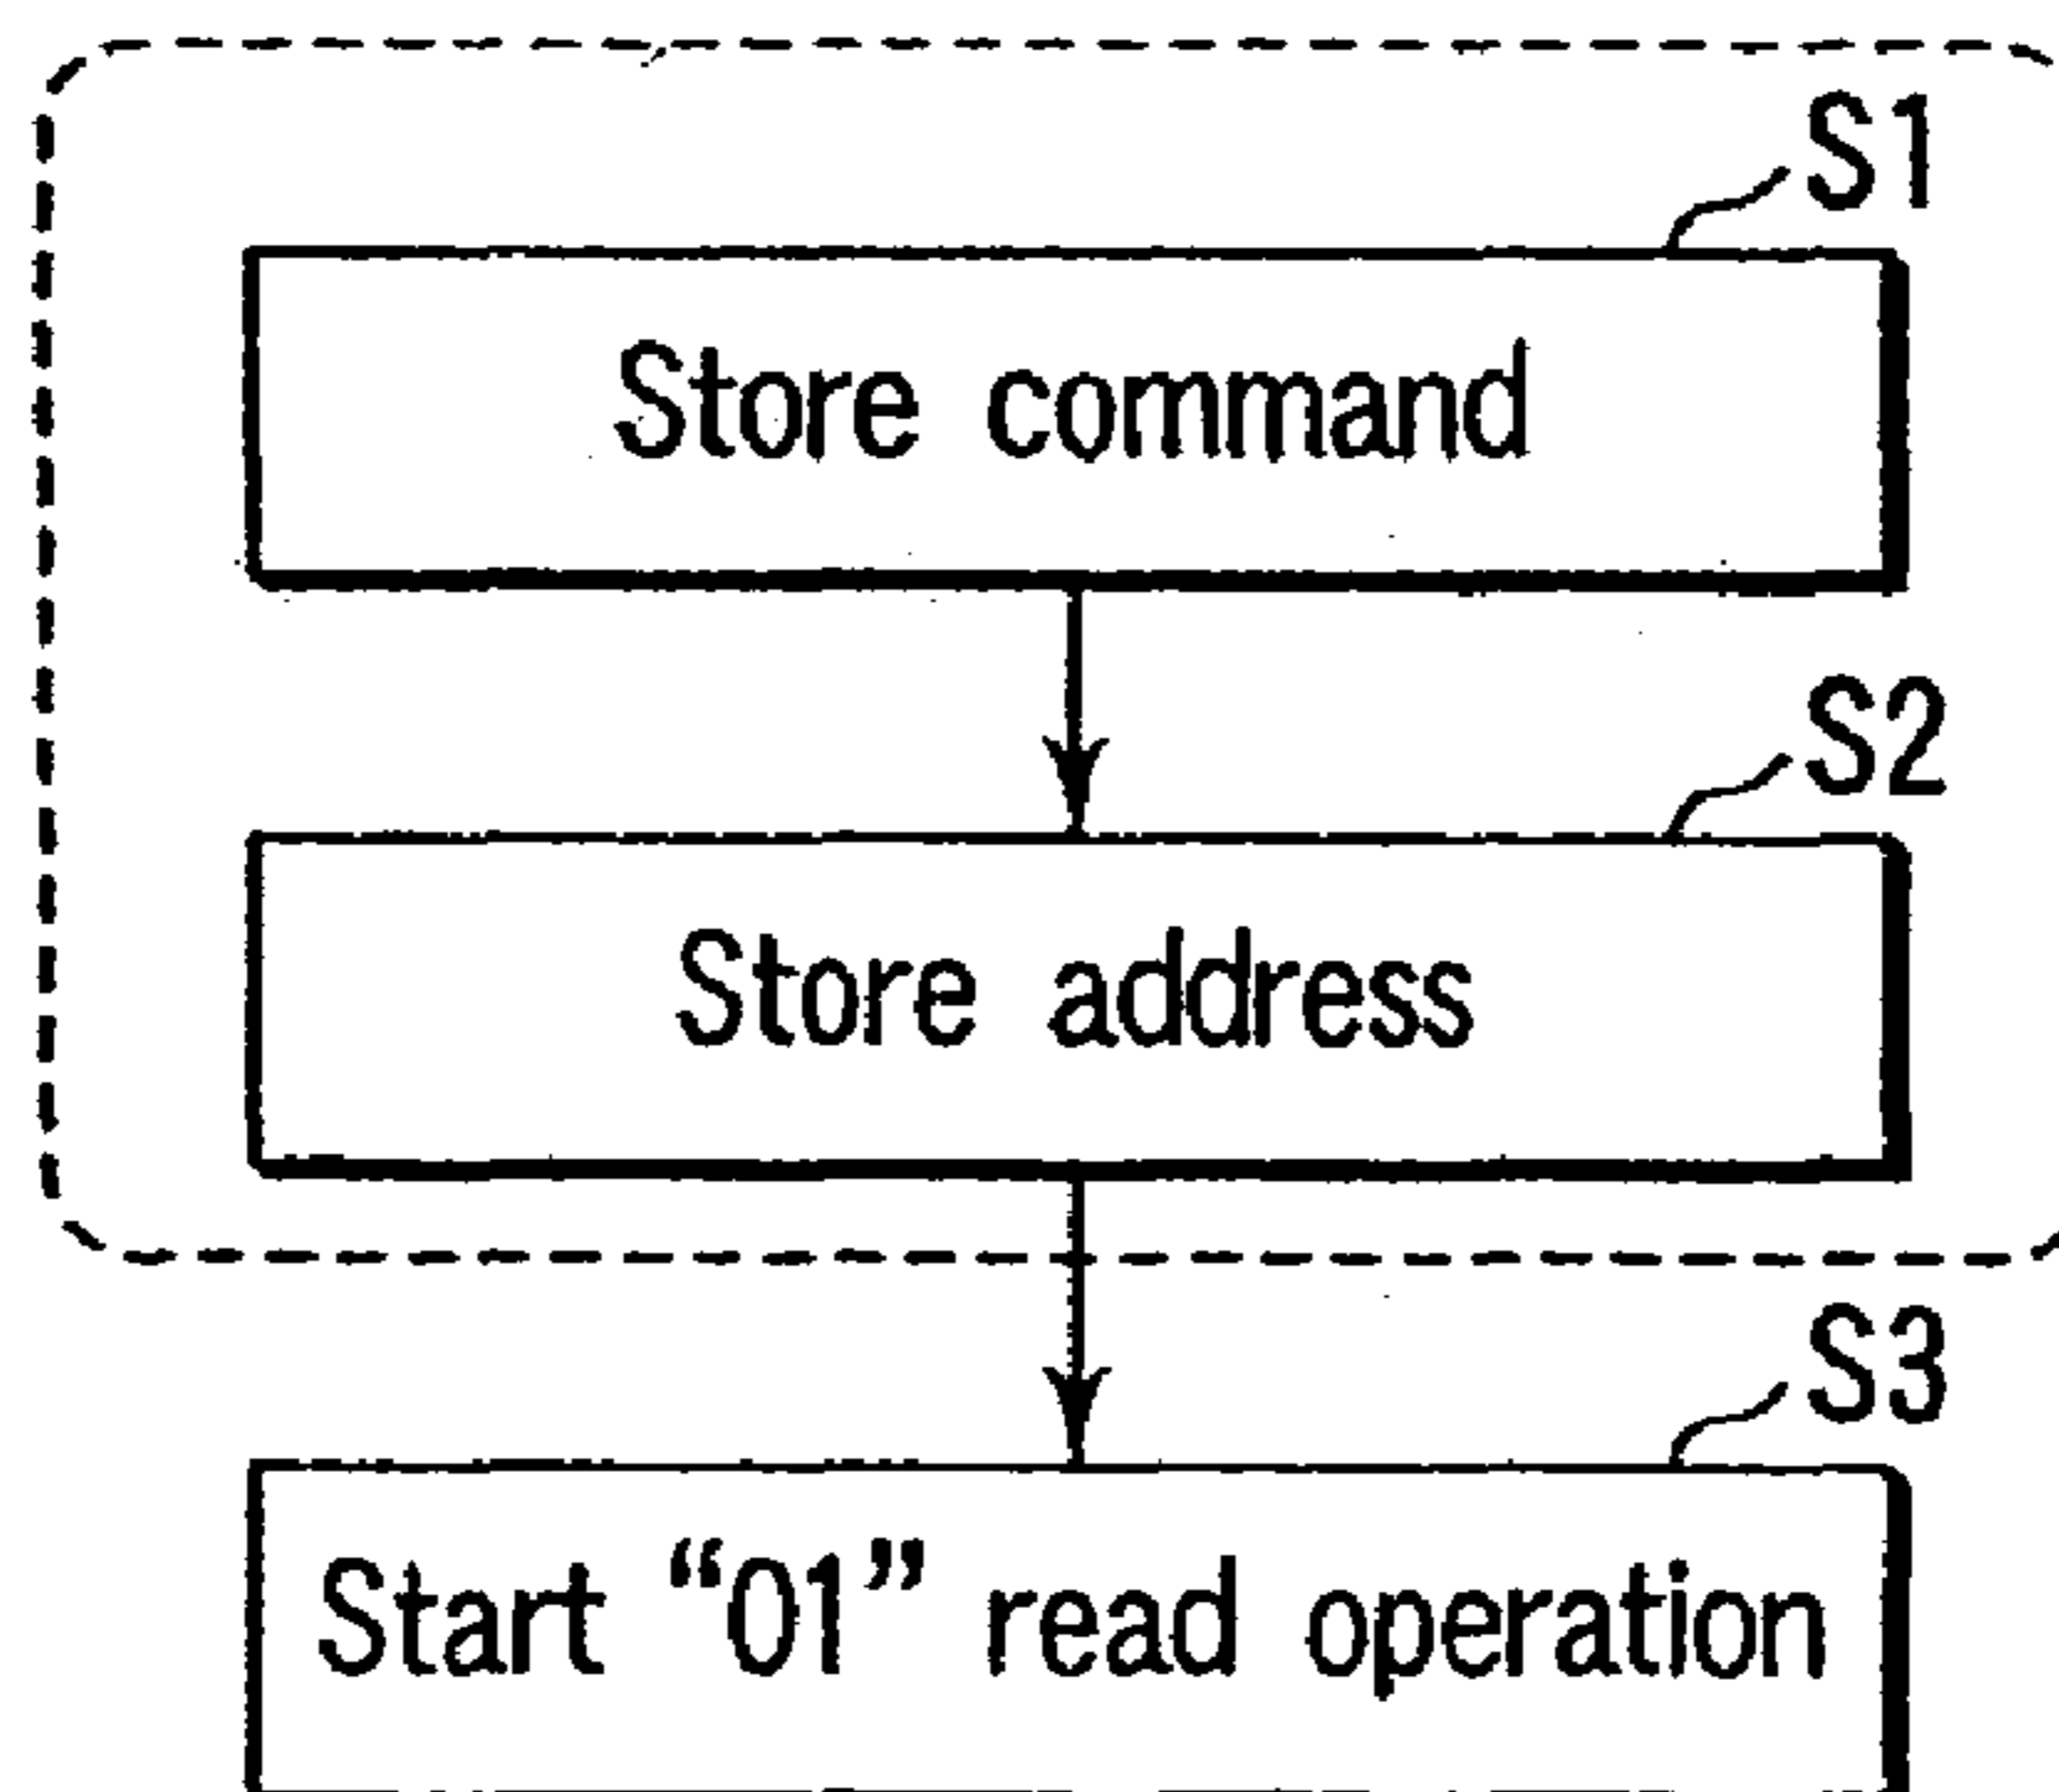 S1
Store command
S2
Store address
S3
Start “01” read operation